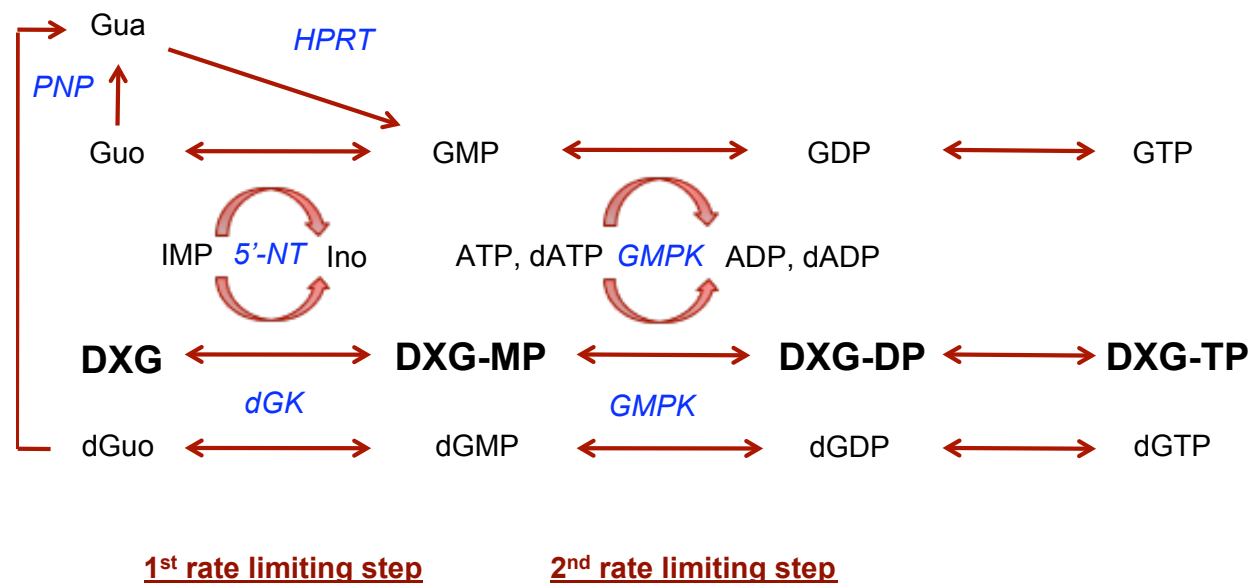 Gua
HPRT
PNP
Guo GMP GDP GTP
IMP 5’-NT Ino ATP, dATP GMPK ADP, dADP
DXG DXG-MP DXG-DP DXG-TP
dGK GMPK
dGuo dGMP dGDP dGTP
1st rate limiting step 2nd rate limiting step